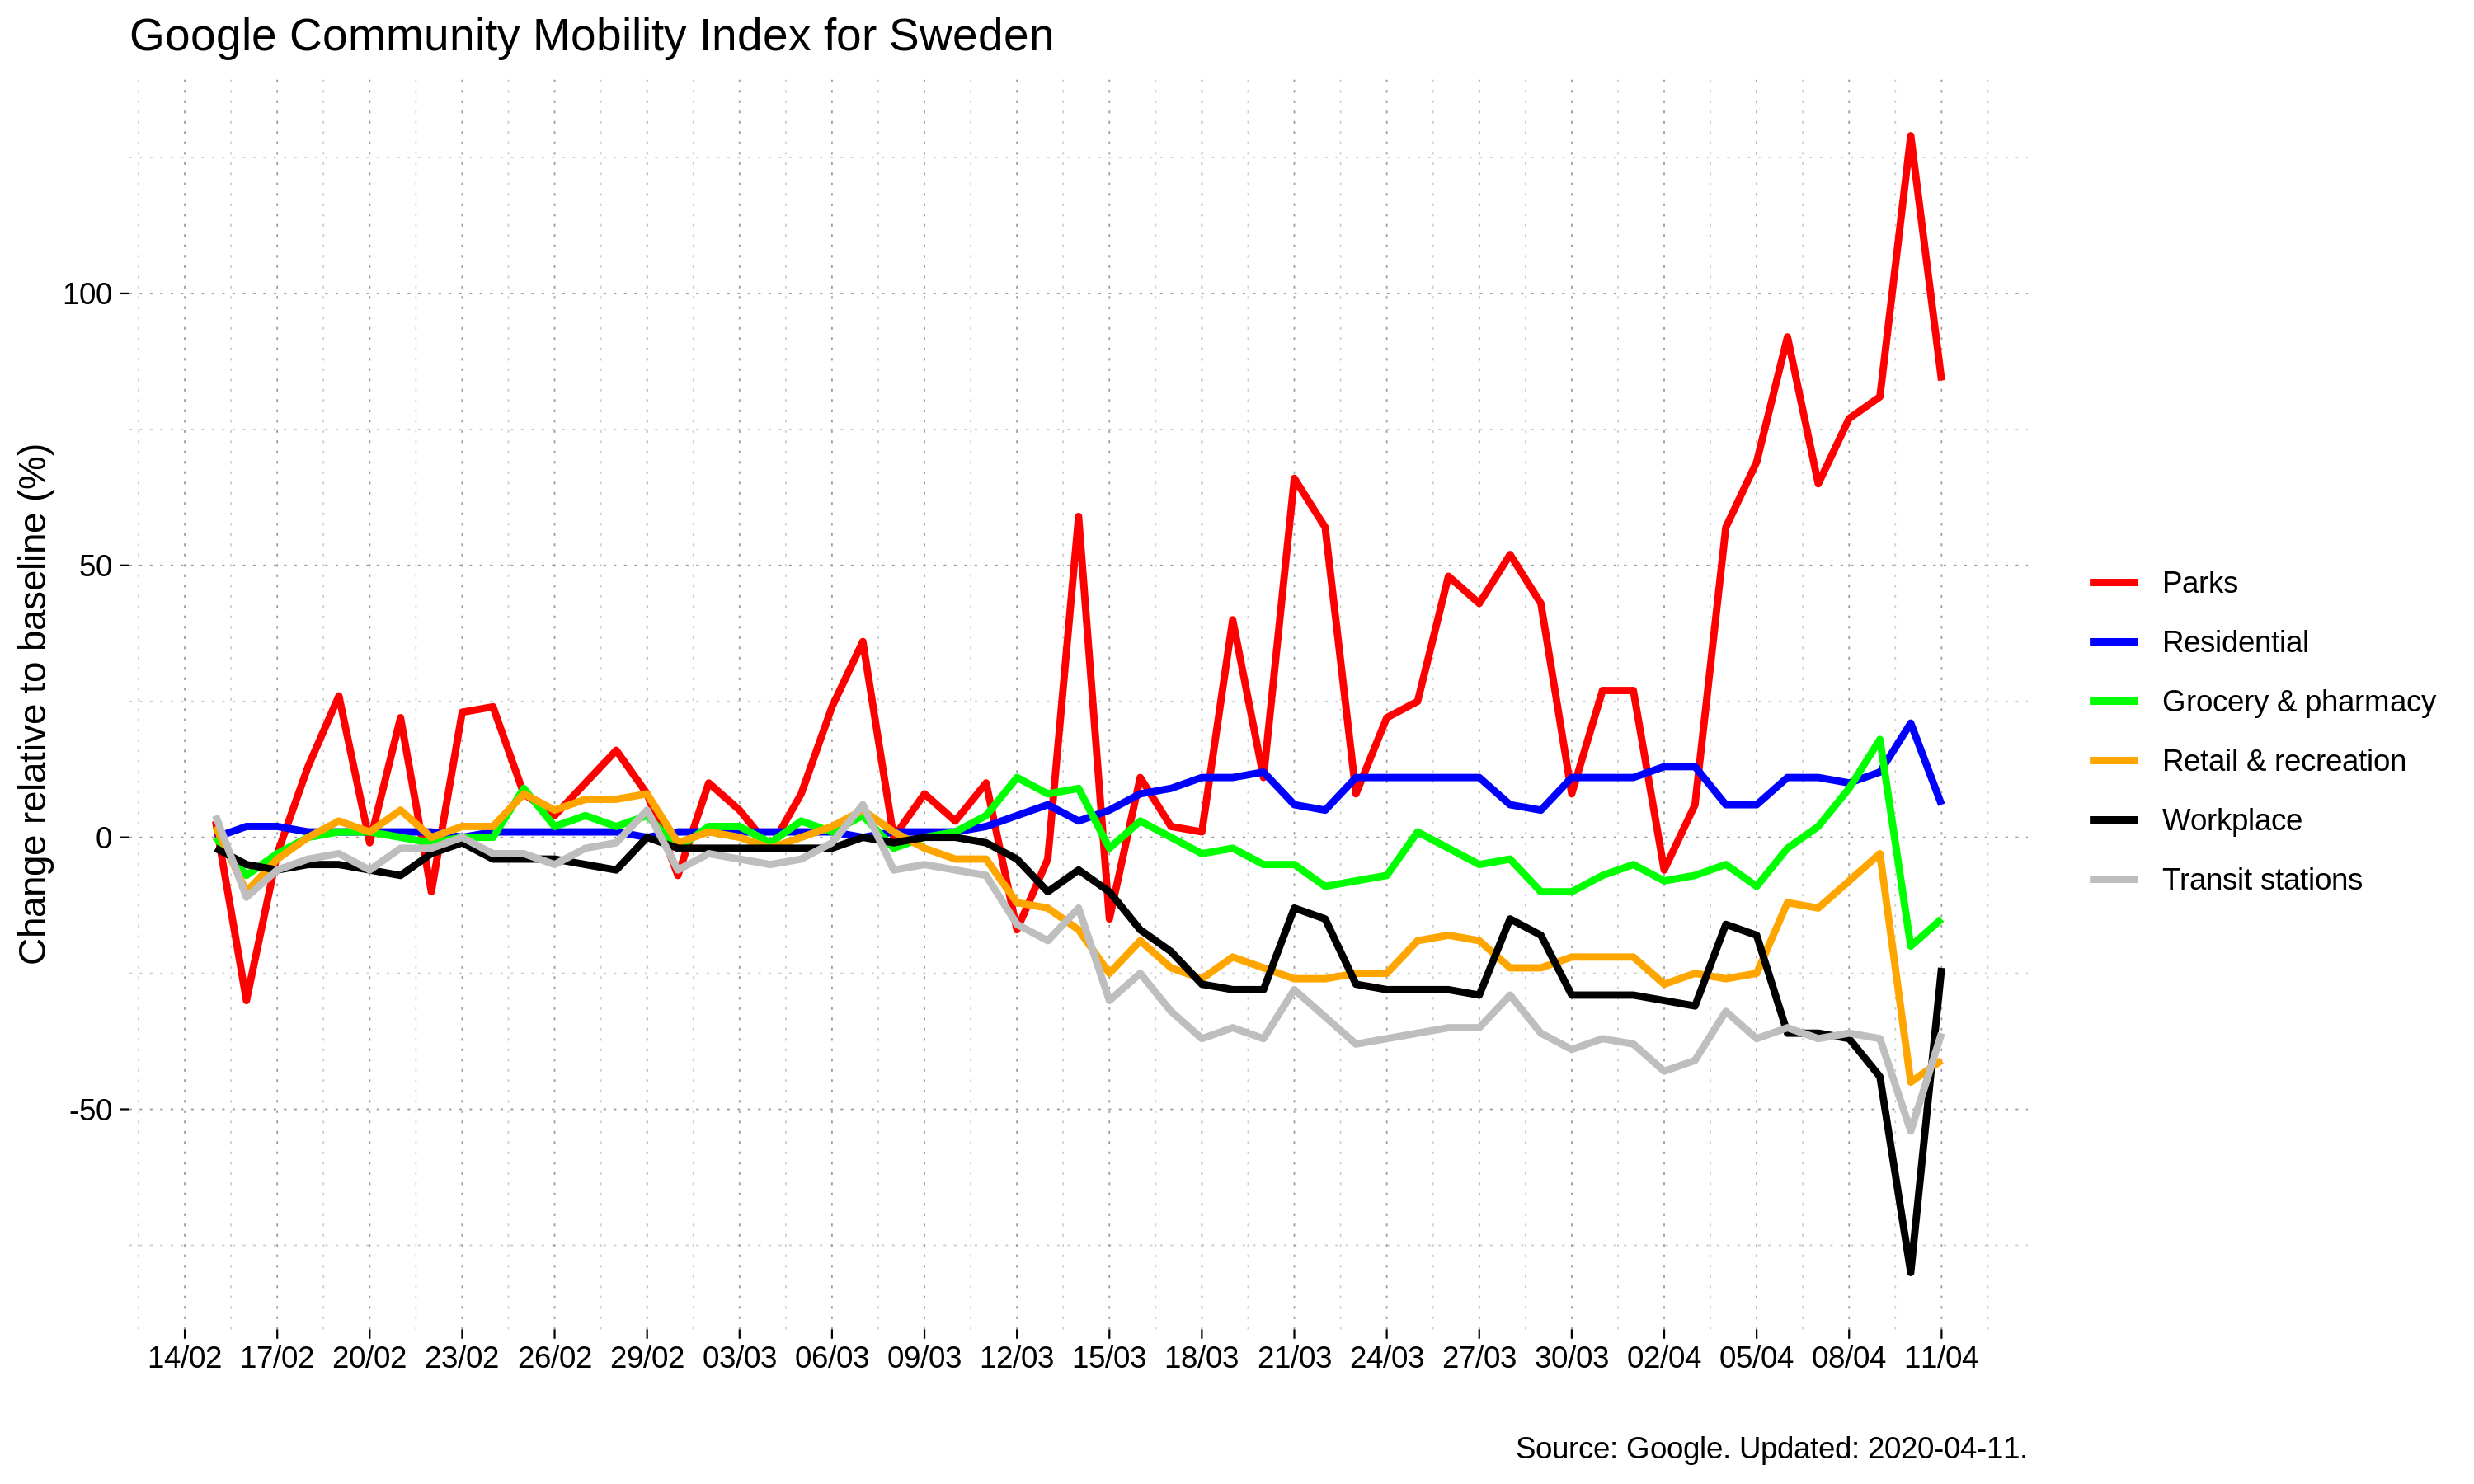 Google Community Mobility Index for Sweden
Change relative to baseline (%)
100
50
0
-50
14/02 17/02 20/02 23/02 26/02 29/02 03/03 06/03 09/03 12/03 15/03 18/03 21/03 24/03 27/03 30/03 02/04 05/04 08/04 11/04
Parks
Residential
Grocery & pharmacy
Retail & recreation
Workplace
Transit stations
Source: Google. Updated: 2020-04-11.